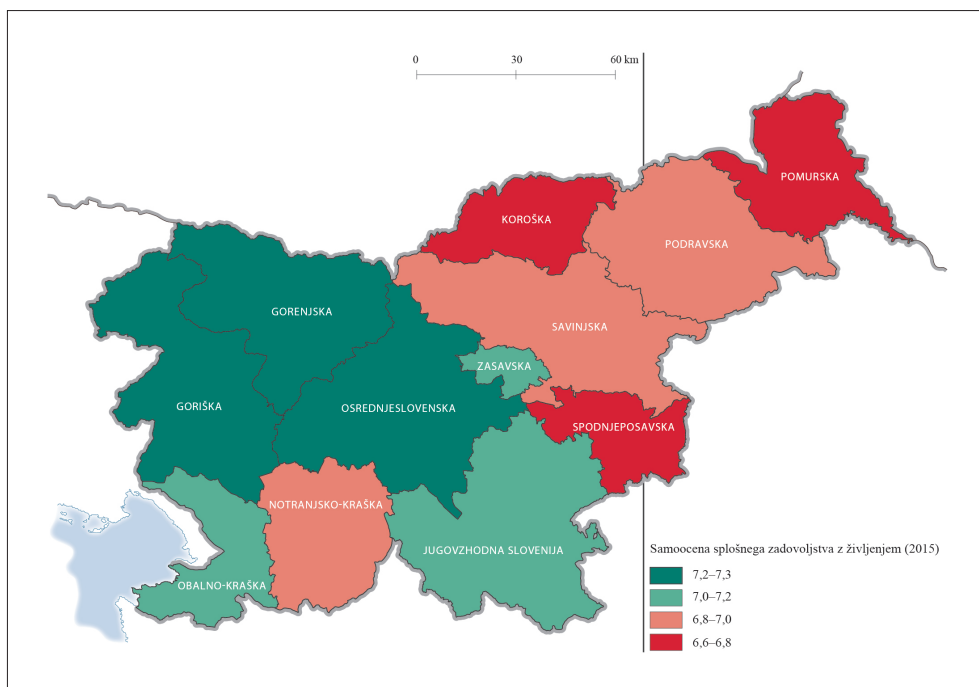 0 30 60 km
POMURSKA
KOROŠKA
PODRAVSKA
GORENJSKA
SAVINJSKA
ZASAVSKA
GORIŠKA
OSREDNJESLOVENSKA
SPODNJEPOSAVSKA
NOTRANJSKO-KRAŠKA
JUGOVZHODNA SLOVENIJA
OBALNO-KRAŠKA
Samoocena splošnega zadovoljstva z življenjem (2015)
7,2–7,3
7,0–7,2
6,8–7,0
6,6–6,8